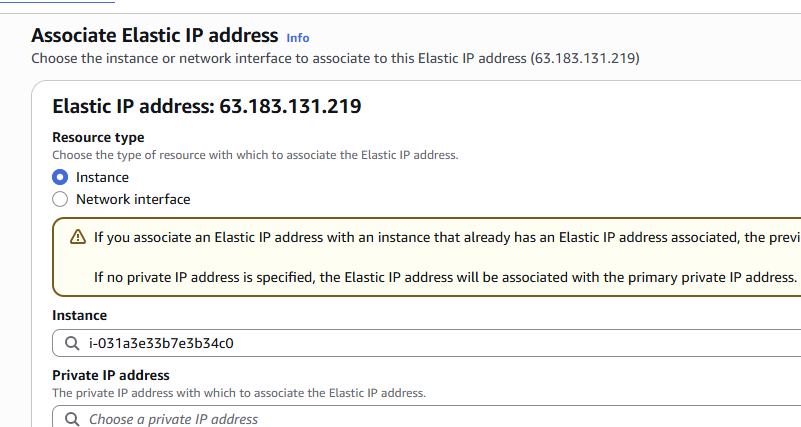 Associate Elastic IP address Info
Choose the instance or network interface to associate to this Elastic IP address (63.183.131.219)
Elastic IP address: 63.183.131.219
Resource type
Choose the type of resource with which to associate the Elastic IP address.
Instance
Network interface
If you associate an Elastic IP address with an instance that already has an Elastic IP address associated, the previ
If no private IP address is specified, the Elastic IP address will be associated with the primary private IP address.
Instance
i-031a3e33b7e3b34c0
Private IP address
The private IP address with which to associate the Elastic IP address.
Choose a private IP address